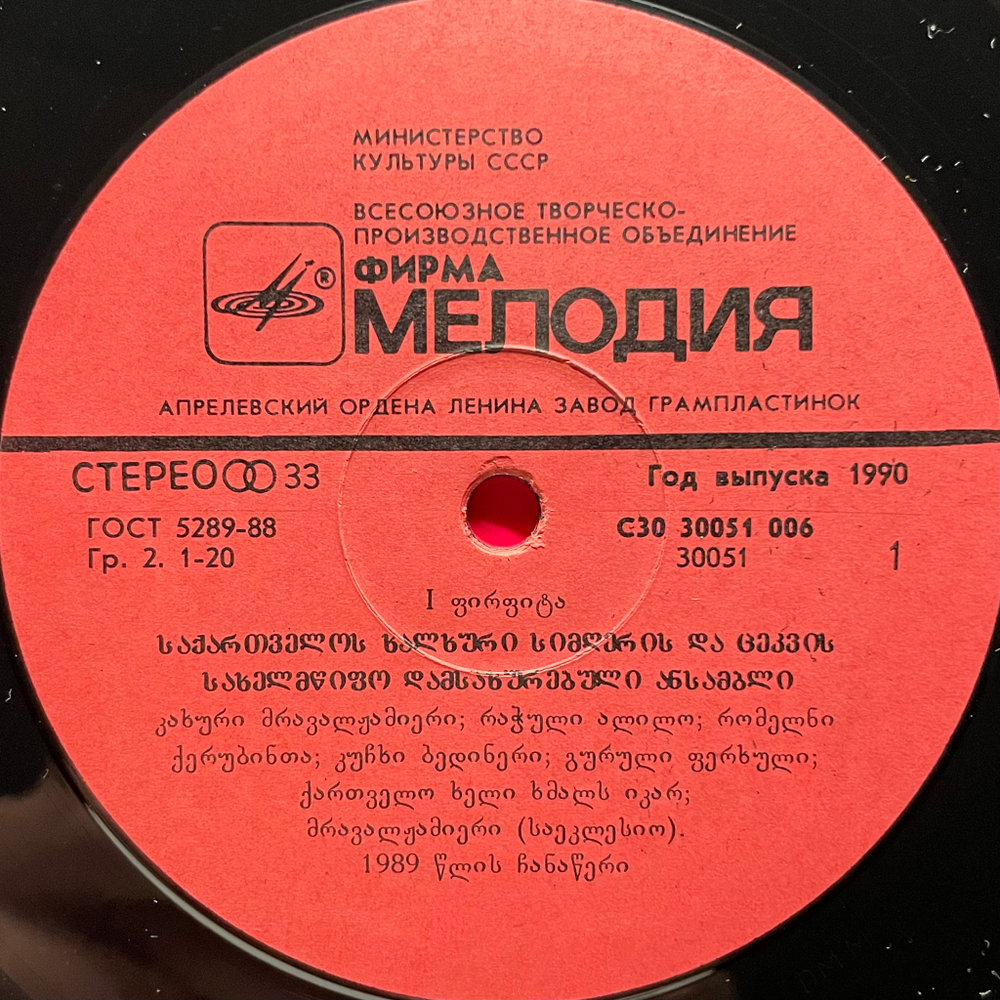 МИНИСТЕРСТВО
КУЛЬТУРЫ СССР
ВСЕСОЮЗНОЕ ТВОРЧЕСКО-
ПРОИЗВОДСТВЕННОЕ ОБЪЕДИНЕНИЕ
ФИРМА
®
МЕЛОДИЯ
АПРЕЛЕВСКИЙ ОРДЕНА ЛЕНИНА ЗАВОД ГРАМПЛАСТИНОК
СТЕРЕО 33
Год выпуска 1990
ГОСТ 5289-88
С30 30051 006
Гр. 2. 1-20
30051
1
I ფირფიტა
საქართველოს ხალხური სიმღერის და ცეკვის
სახელმწიფო დამსახურებული ანსამბლი
კახური მრავალჟამიერი; რაჭული ალილო; რომელნი
ქერუბინთა; კუჩხი ბედინერი; გურული ფერხული;
ქართველო ხელი ხმალს იკარ;
მრავალჟამიერი (საეკლესიო).
1989 წლის ჩანაწერი